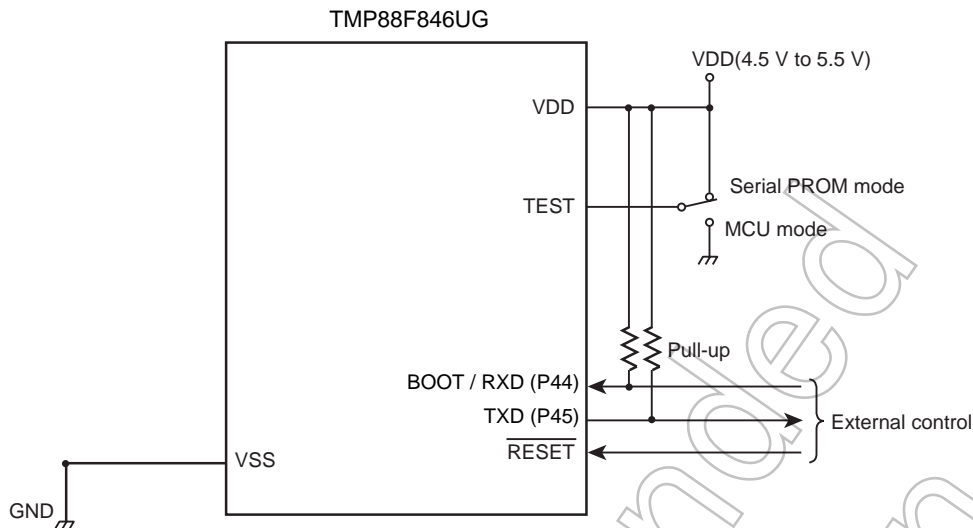 TMP88F846UG
VDD(4.5 V to 5.5 V)
VDD
Serial PROM mode
TEST
MCU mode
Pull-up
BOOT / RXD (P44)
TXD (P45)
External control
RESET
VSS
GND